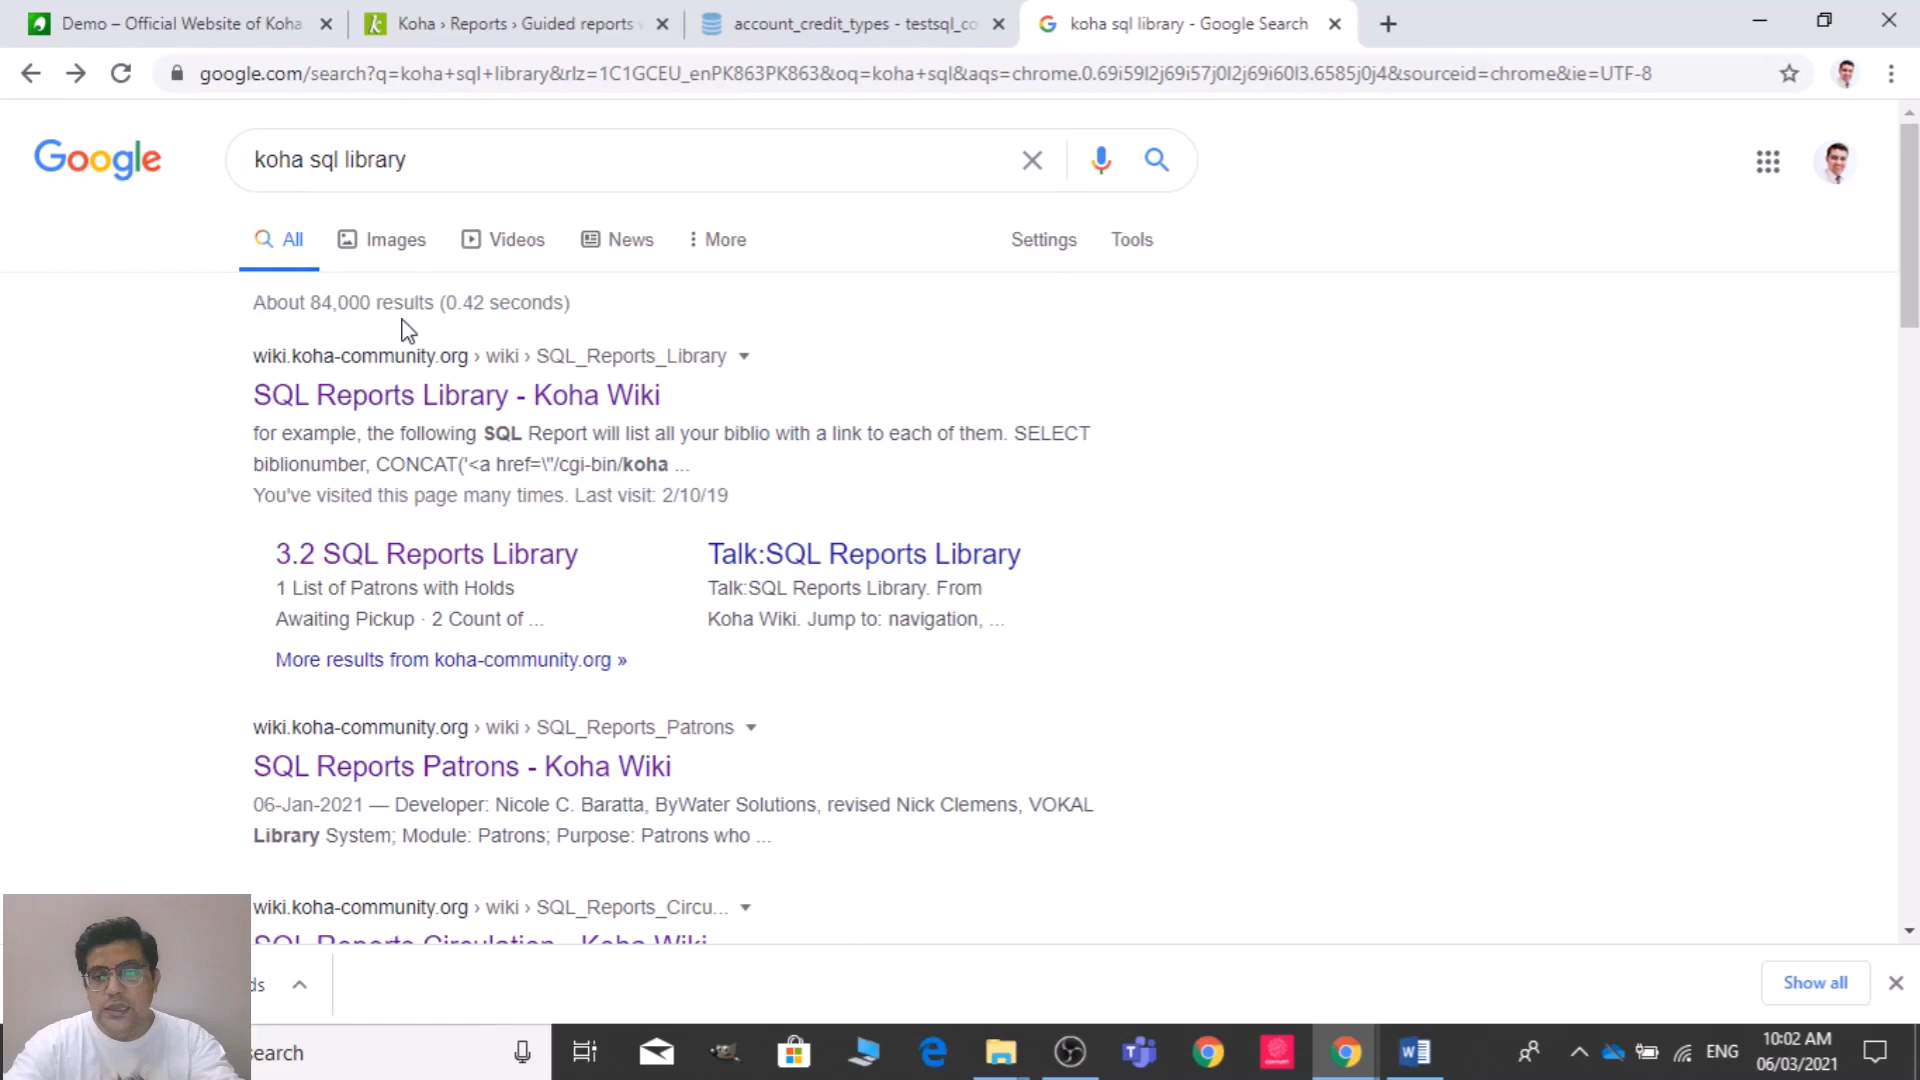 Demo – Official Website of Koha
Koha › Reports › Guided reports
account_credit_types - testsql_co
koha sql library - Google Search
google.com/search?q=koha+sql+library&rlz=1C1GCEU_enPK863PK863&oq=koha+sql&aqs=chrome.0.69i59l2j69i57j0l2j69i60l3.6585j0j4&sourceid=chrome&ie=UTF-8
Google
koha sql library
All
Images
Videos
News
More
Settings
Tools
About 84,000 results (0.42 seconds)
wiki.koha-community.org › wiki › SQL_Reports_Library
SQL Reports Library - Koha Wiki
for example, the following SQL Report will list all your biblio with a link to each of them. SELECT
biblionumber, CONCAT('<a href=\"/cgi-bin/koha ...
You've visited this page many times. Last visit: 2/10/19
3.2 SQL Reports Library
1 List of Patrons with Holds
Awaiting Pickup · 2 Count of ...
Talk:SQL Reports Library
Talk:SQL Reports Library. From
Koha Wiki. Jump to: navigation, ...
More results from koha-community.org »
wiki.koha-community.org › wiki › SQL_Reports_Patrons
SQL Reports Patrons - Koha Wiki
06-Jan-2021 — Developer: Nicole C. Baratta, ByWater Solutions, revised Nick Clemens, VOKAL
Library System; Module: Patrons; Purpose: Patrons who ...
wiki.koha-community.org › wiki › SQL_Reports_Circu...
SQL Reports Circulation - Koha Wiki
ds
Show all
search
ENG
10:02 AM
06/03/2021